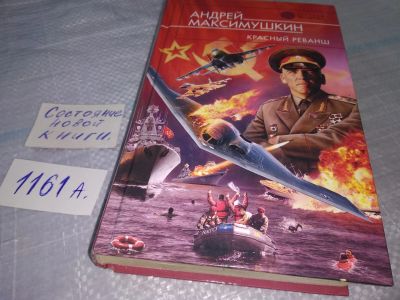 АНДРЕЙ
МАКСИМУШКИН
КРАСНЫЙ РЕВАНШ
Состояние
новой
книги.
1161 А.